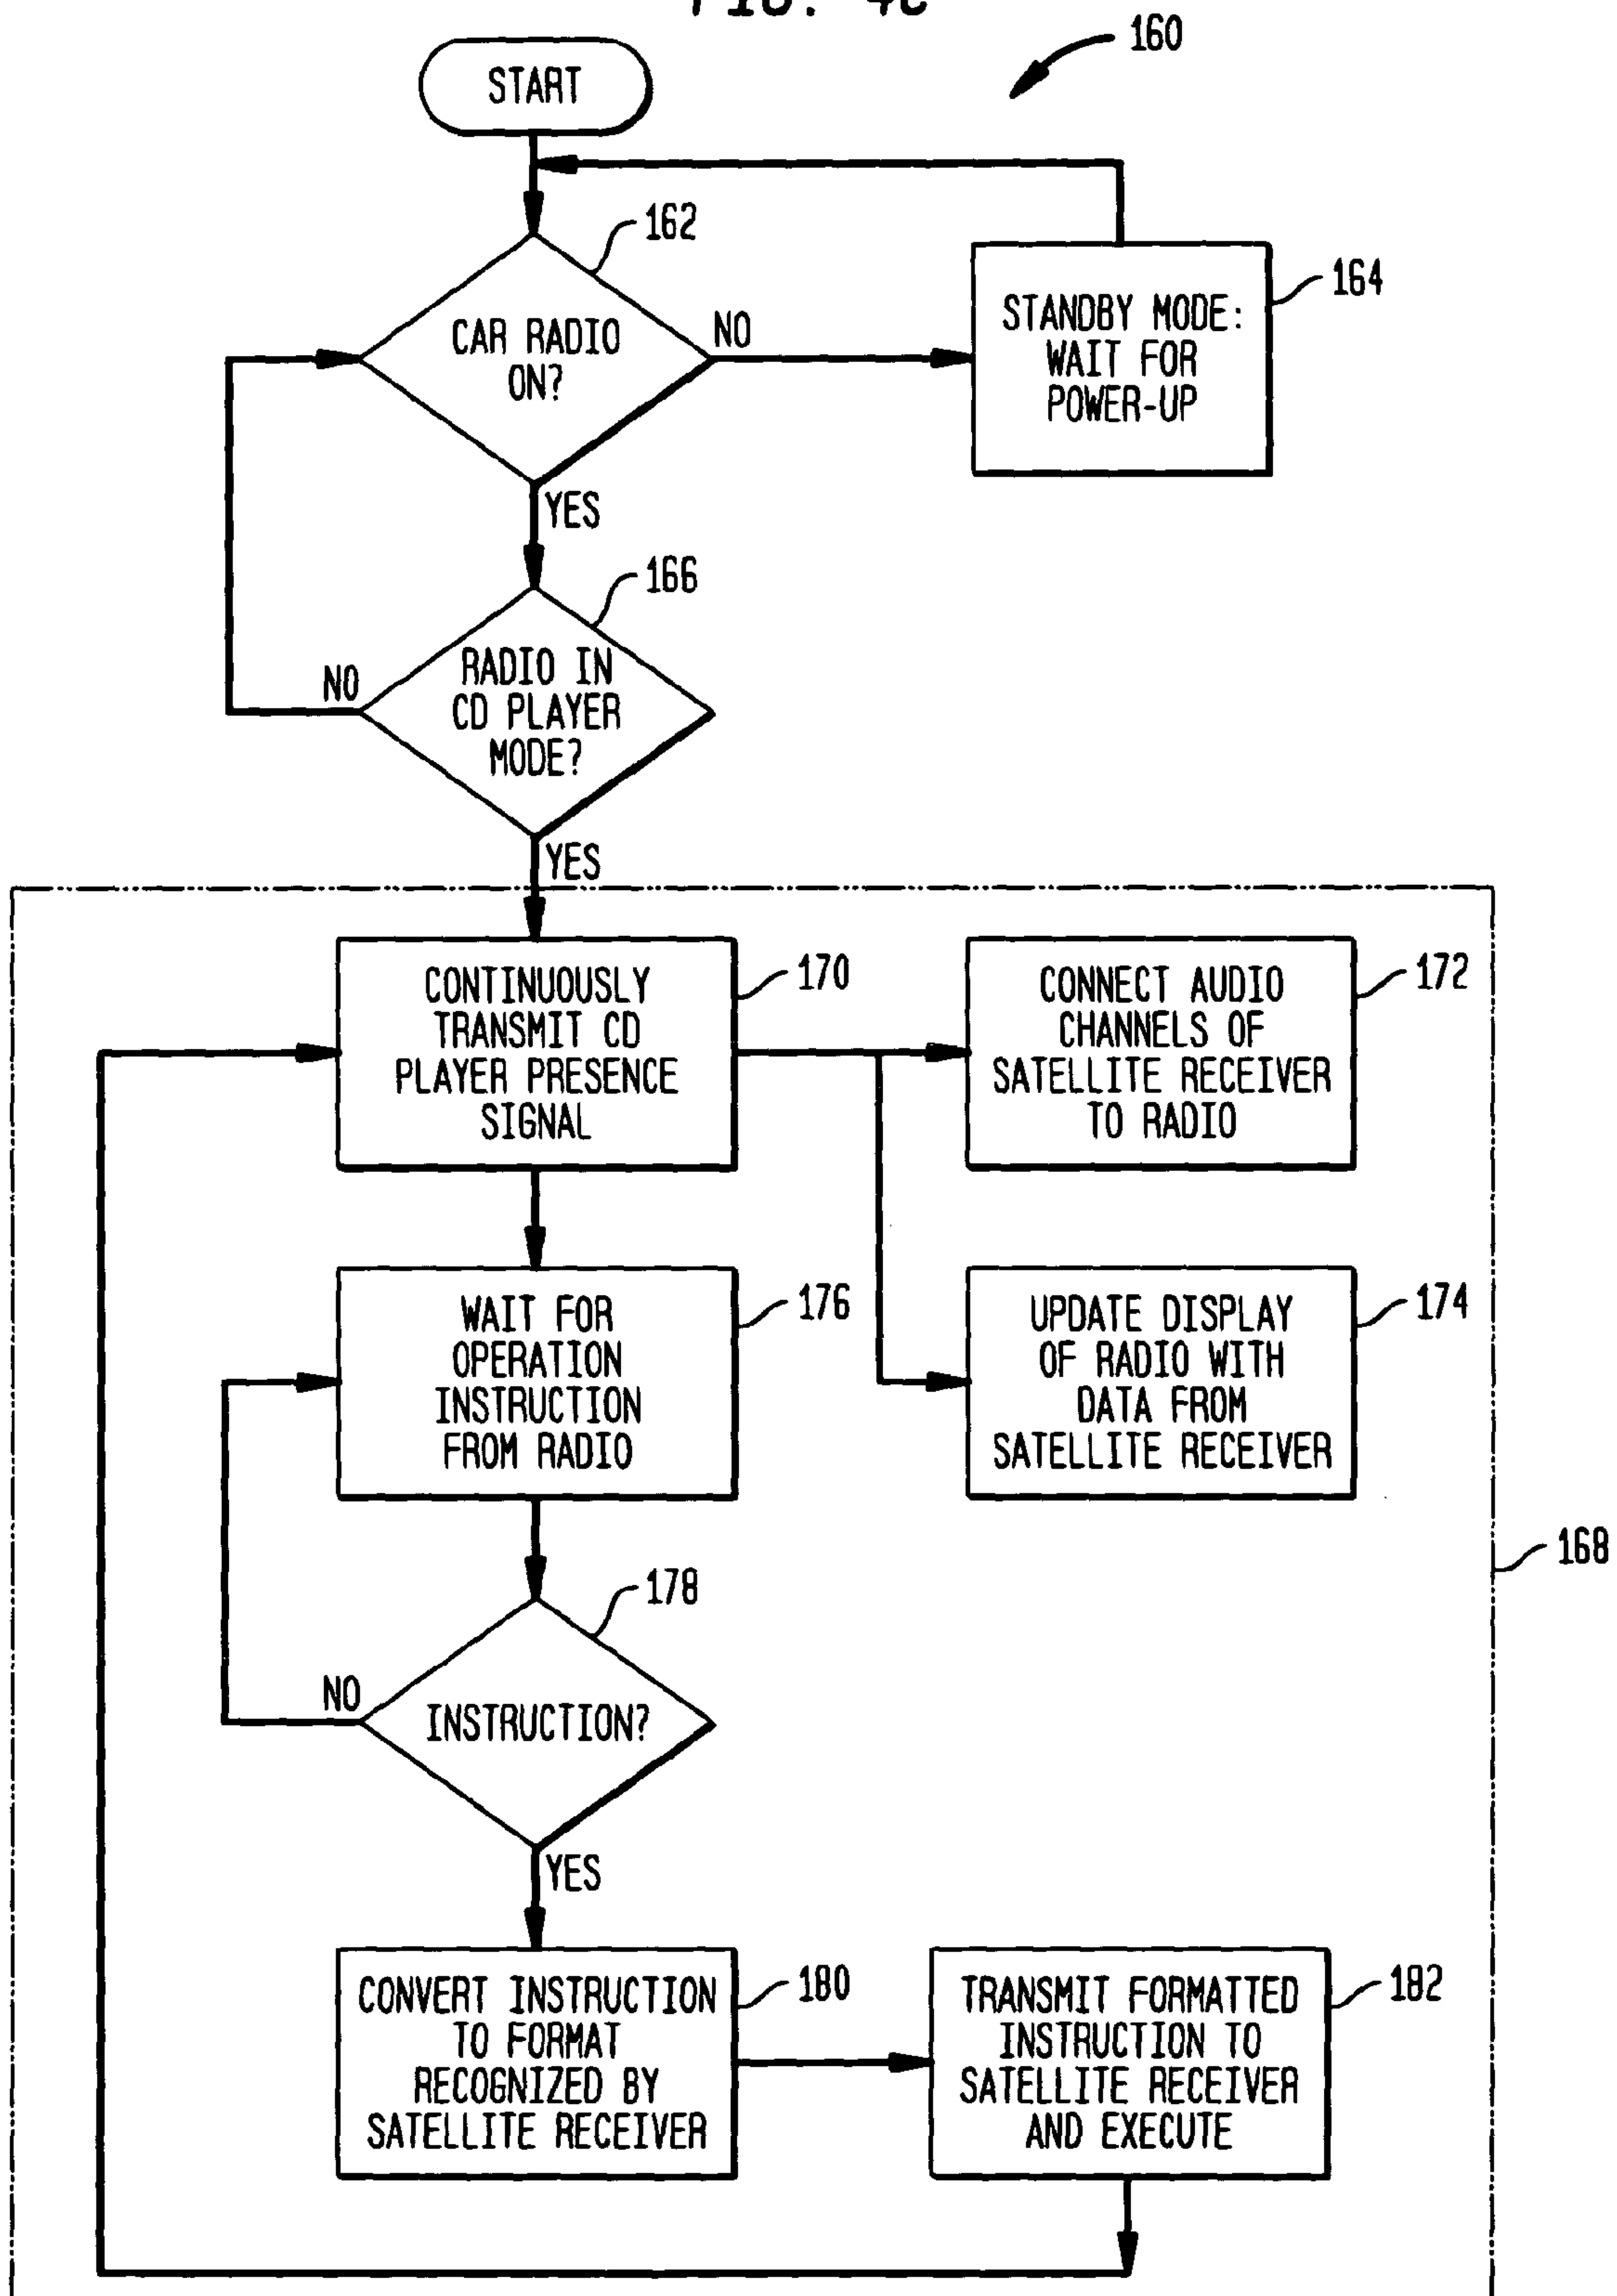 FIG. 4C
160
START
162
CAR RADIO
ON?
NO
164
STANDBY MODE:
WAIT FOR
POWER-UP
YES
166
RADIO IN
CD PLAYER
MODE?
NO
YES
168
170
CONTINUOUSLY
TRANSMIT CD
PLAYER PRESENCE
SIGNAL
172
CONNECT AUDIO
CHANNELS OF
SATELLITE RECEIVER
TO RADIO
176
WAIT FOR
OPERATION
INSTRUCTION
FROM RADIO
174
UPDATE DISPLAY
OF RADIO WITH
DATA FROM
SATELLITE RECEIVER
178
INSTRUCTION?
NO
YES
180
CONVERT INSTRUCTION
TO FORMAT
RECOGNIZED BY
SATELLITE RECEIVER
182
TRANSMIT FORMATTED
INSTRUCTION TO
SATELLITE RECEIVER
AND EXECUTE